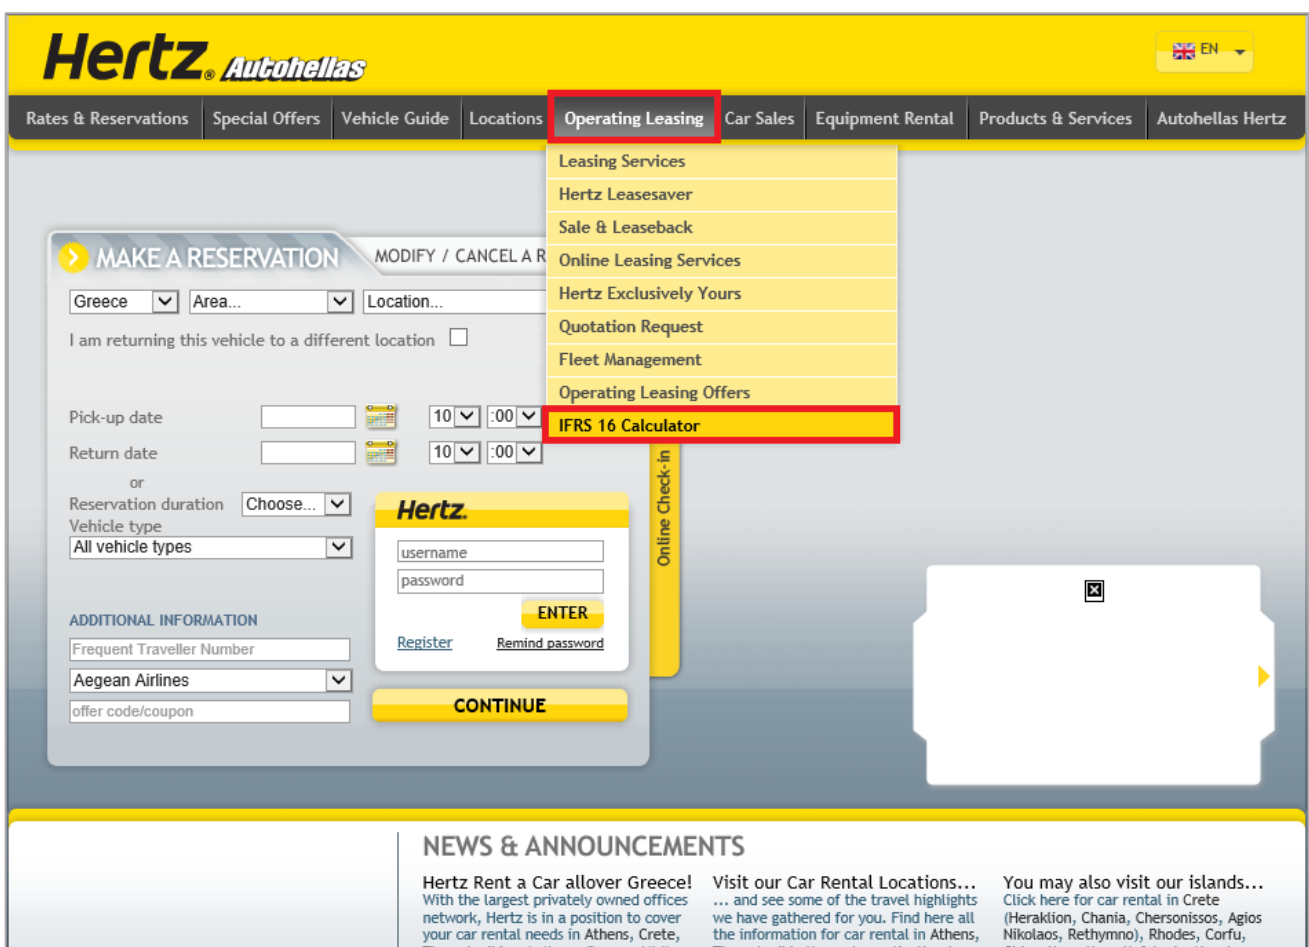 Hertz® Autohellas
EN
Rates & Reservations Special Offers Vehicle Guide Locations Operating Leasing Car Sales Equipment Rental Products & Services Autohellas Hertz
Leasing Services
Hertz Leasesaver
Sale & Leaseback
Online Leasing Services
Hertz Exclusively Yours
Quotation Request
Fleet Management
Operating Leasing Offers
IFRS 16 Calculator
MAKE A RESERVATION MODIFY / CANCEL A R
Greece Area... Location...
I am returning this vehicle to a different location
Pick-up date 10 :00
Return date 10 :00
or
Reservation duration Choose...
Vehicle type
All vehicle types
ADDITIONAL INFORMATION
Frequent Traveller Number
Aegean Airlines
offer code/coupon
Hertz.
username
password
ENTER
Register Remind password
CONTINUE
Online Check-in
NEWS & ANNOUNCEMENTS
Hertz Rent a Car allover Greece!
With the largest privately owned offices
network, Hertz is in a position to cover
your car rental needs in Athens, Crete,
Visit our Car Rental Locations...
... and see some of the travel highlights
we have gathered for you. Find here all
the information for car rental in Athens,
You may also visit our islands...
Click here for car rental in Crete
(Heraklion, Chania, Chersonissos, Agios
Nikolaos, Rethymno), Rhodes, Corfu,